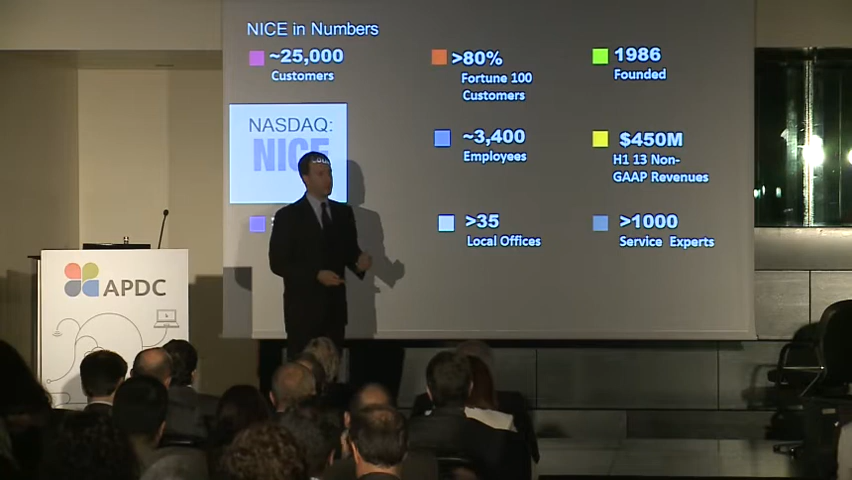 NICE in Numbers
~25,000
Customers
>80%
Fortune 100
Customers
1986
Founded
NASDAQ:
NICE
~3,400
Employees
$450M
H1 13 Non-
GAAP Revenues
>35
Local Offices
>1000
Service Experts
APDC